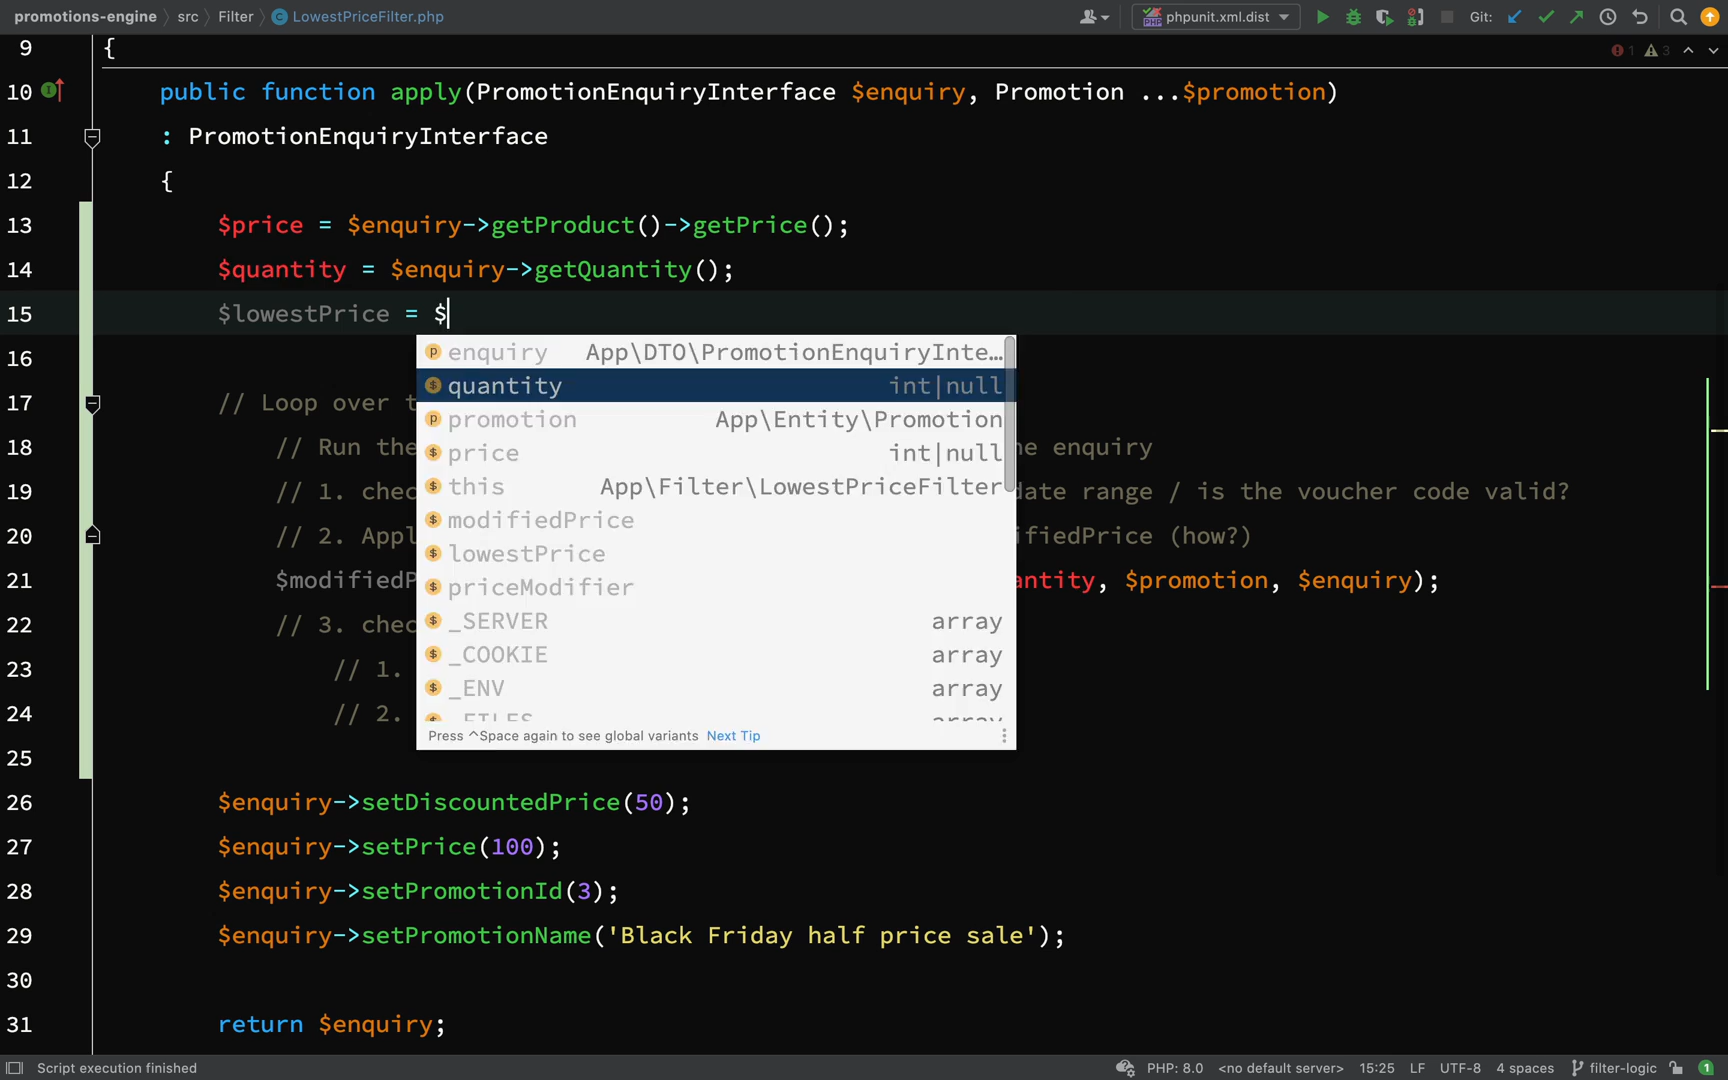 promotions-engine src Filter LowestPriceFilter.php phpunit.xml.dist Git:
9 {
1 3
10 public function apply(PromotionEnquiryInterface $enquiry, Promotion ...$promotion)
11 : PromotionEnquiryInterface
12 {
13 $price = $enquiry->getProduct()->getPrice();
14 $quantity = $enquiry->getQuantity();
15 $lowestPrice = $
16
enquiry App\DTO\PromotionEnquiryInte…
quantity int|null
17 // Loop over t
promotion App\Entity\Promotion
18 // Run the e enquiry
price int|null
19 // 1. chec date range / is the voucher code valid?
this App\Filter\LowestPriceFilter
20 // 2. Appl ifiedPrice (how?)
modifiedPrice
lowestPrice
21 $modifiedP antity, $promotion, $enquiry);
priceModifier
22 // 3. chec
_SERVER array
_COOKIE array
23 // 1.
_ENV array
24 // 2.
_FILES array
Press ^Space again to see global variants Next Tip
25
26 $enquiry->setDiscountedPrice(50);
27 $enquiry->setPrice(100);
28 $enquiry->setPromotionId(3);
29 $enquiry->setPromotionName('Black Friday half price sale');
30
31 return $enquiry;
Script execution finished PHP: 8.0 <no default server> 15:25 LF UTF-8 4 spaces filter-logic 1